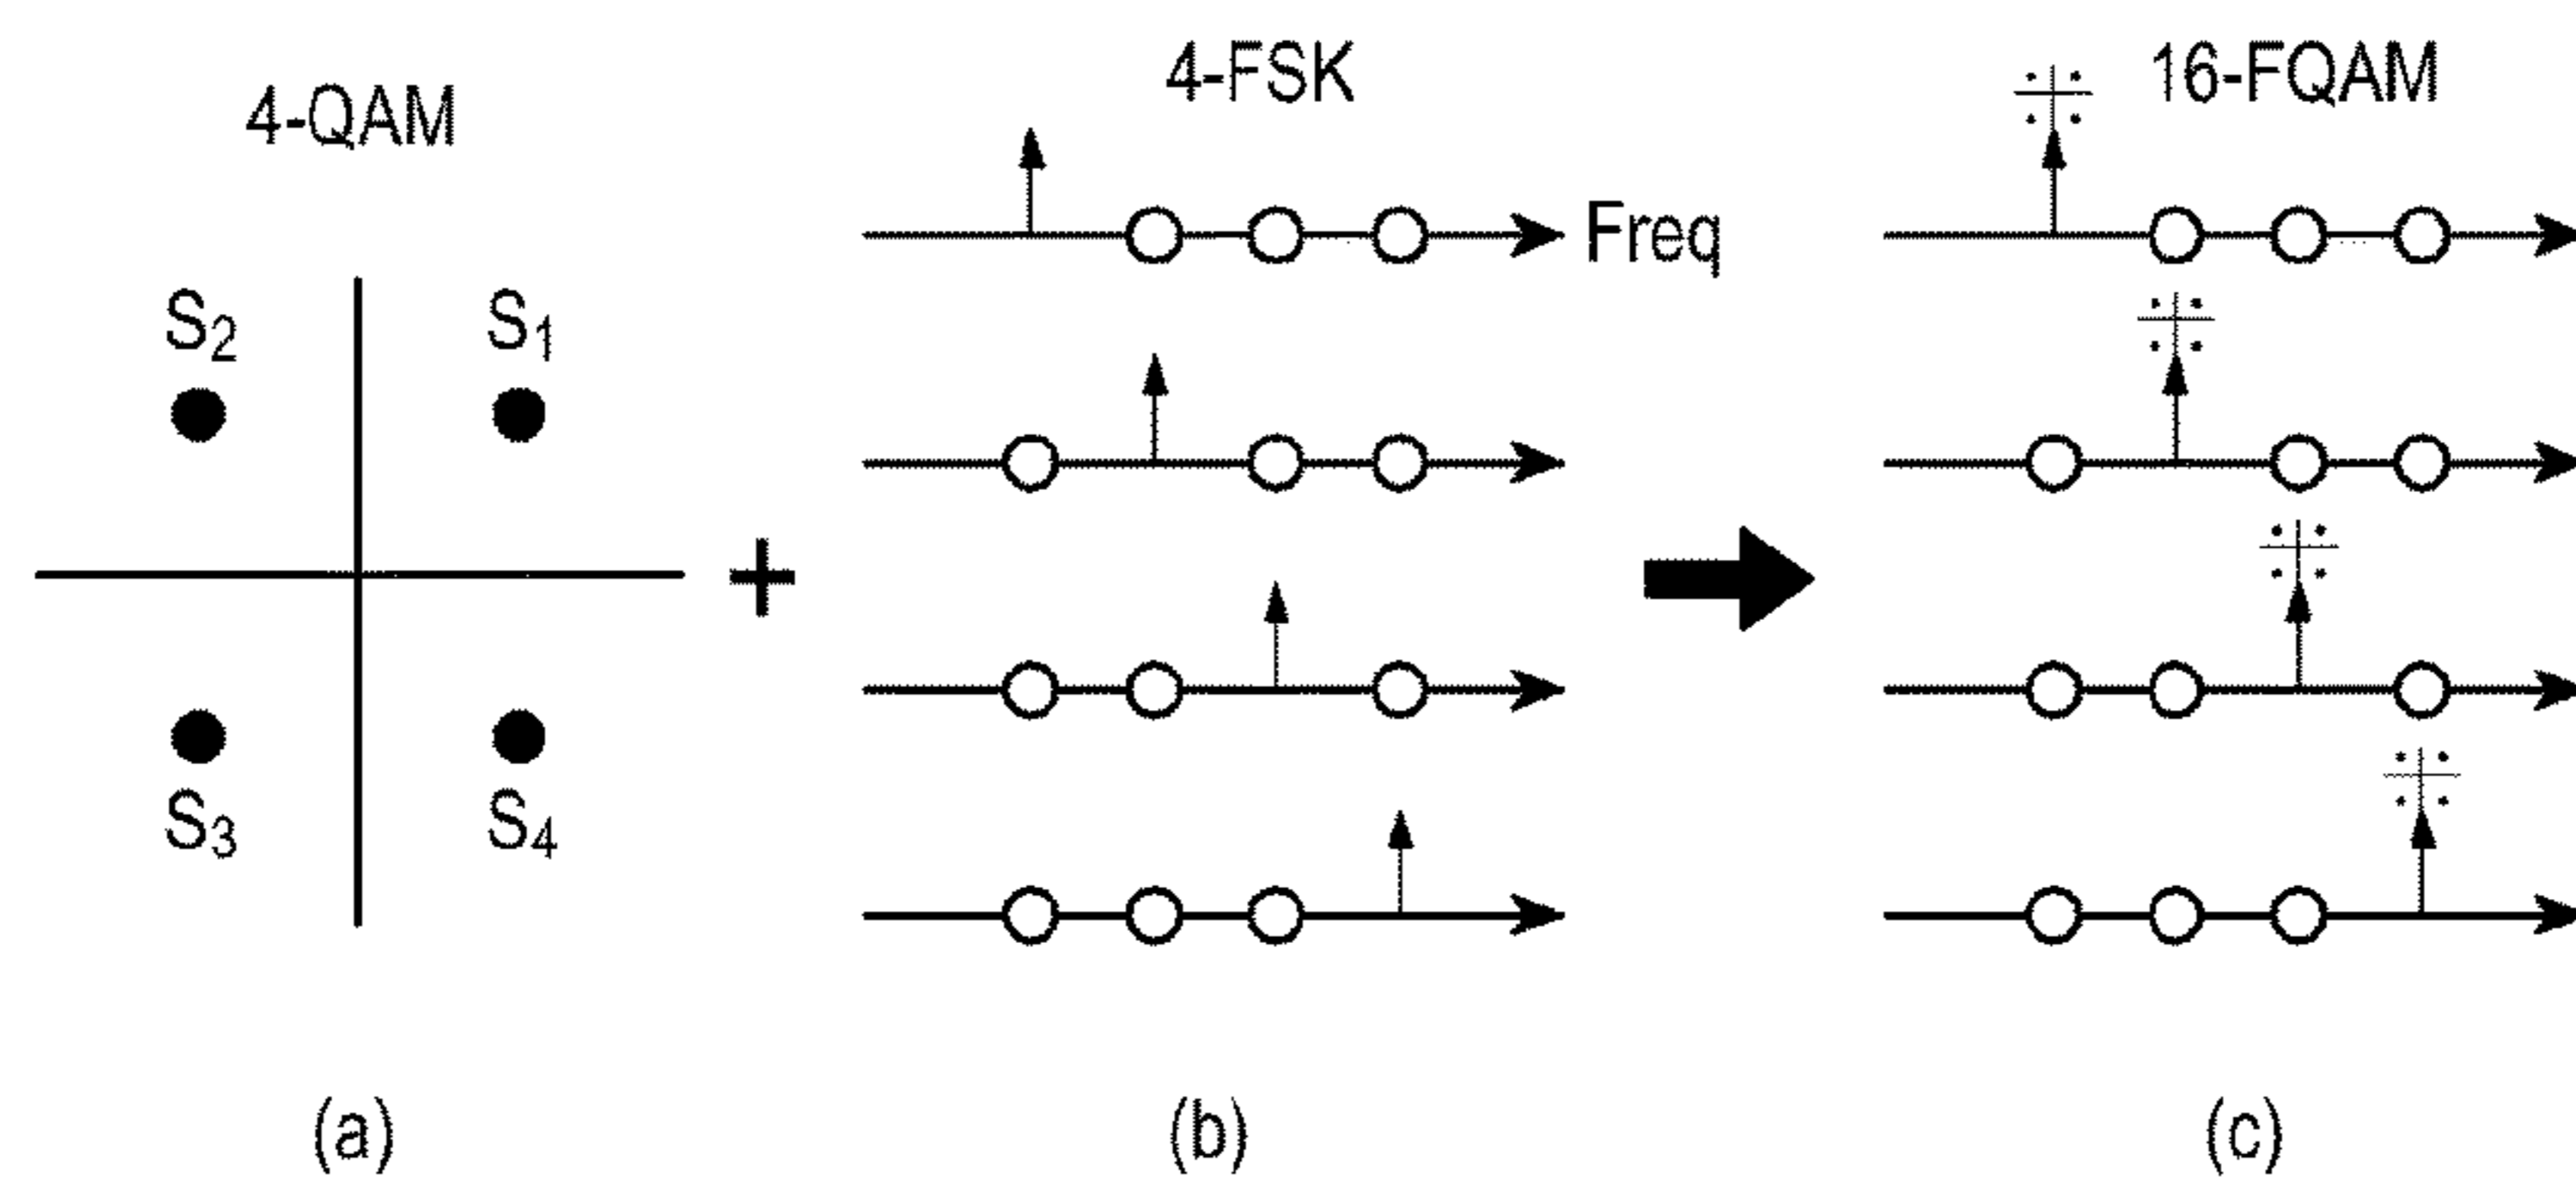 4-QAM
4-FSK
16-FQAM
Freq
S2
S1
+
S3
S4
(a)
(b)
(c)